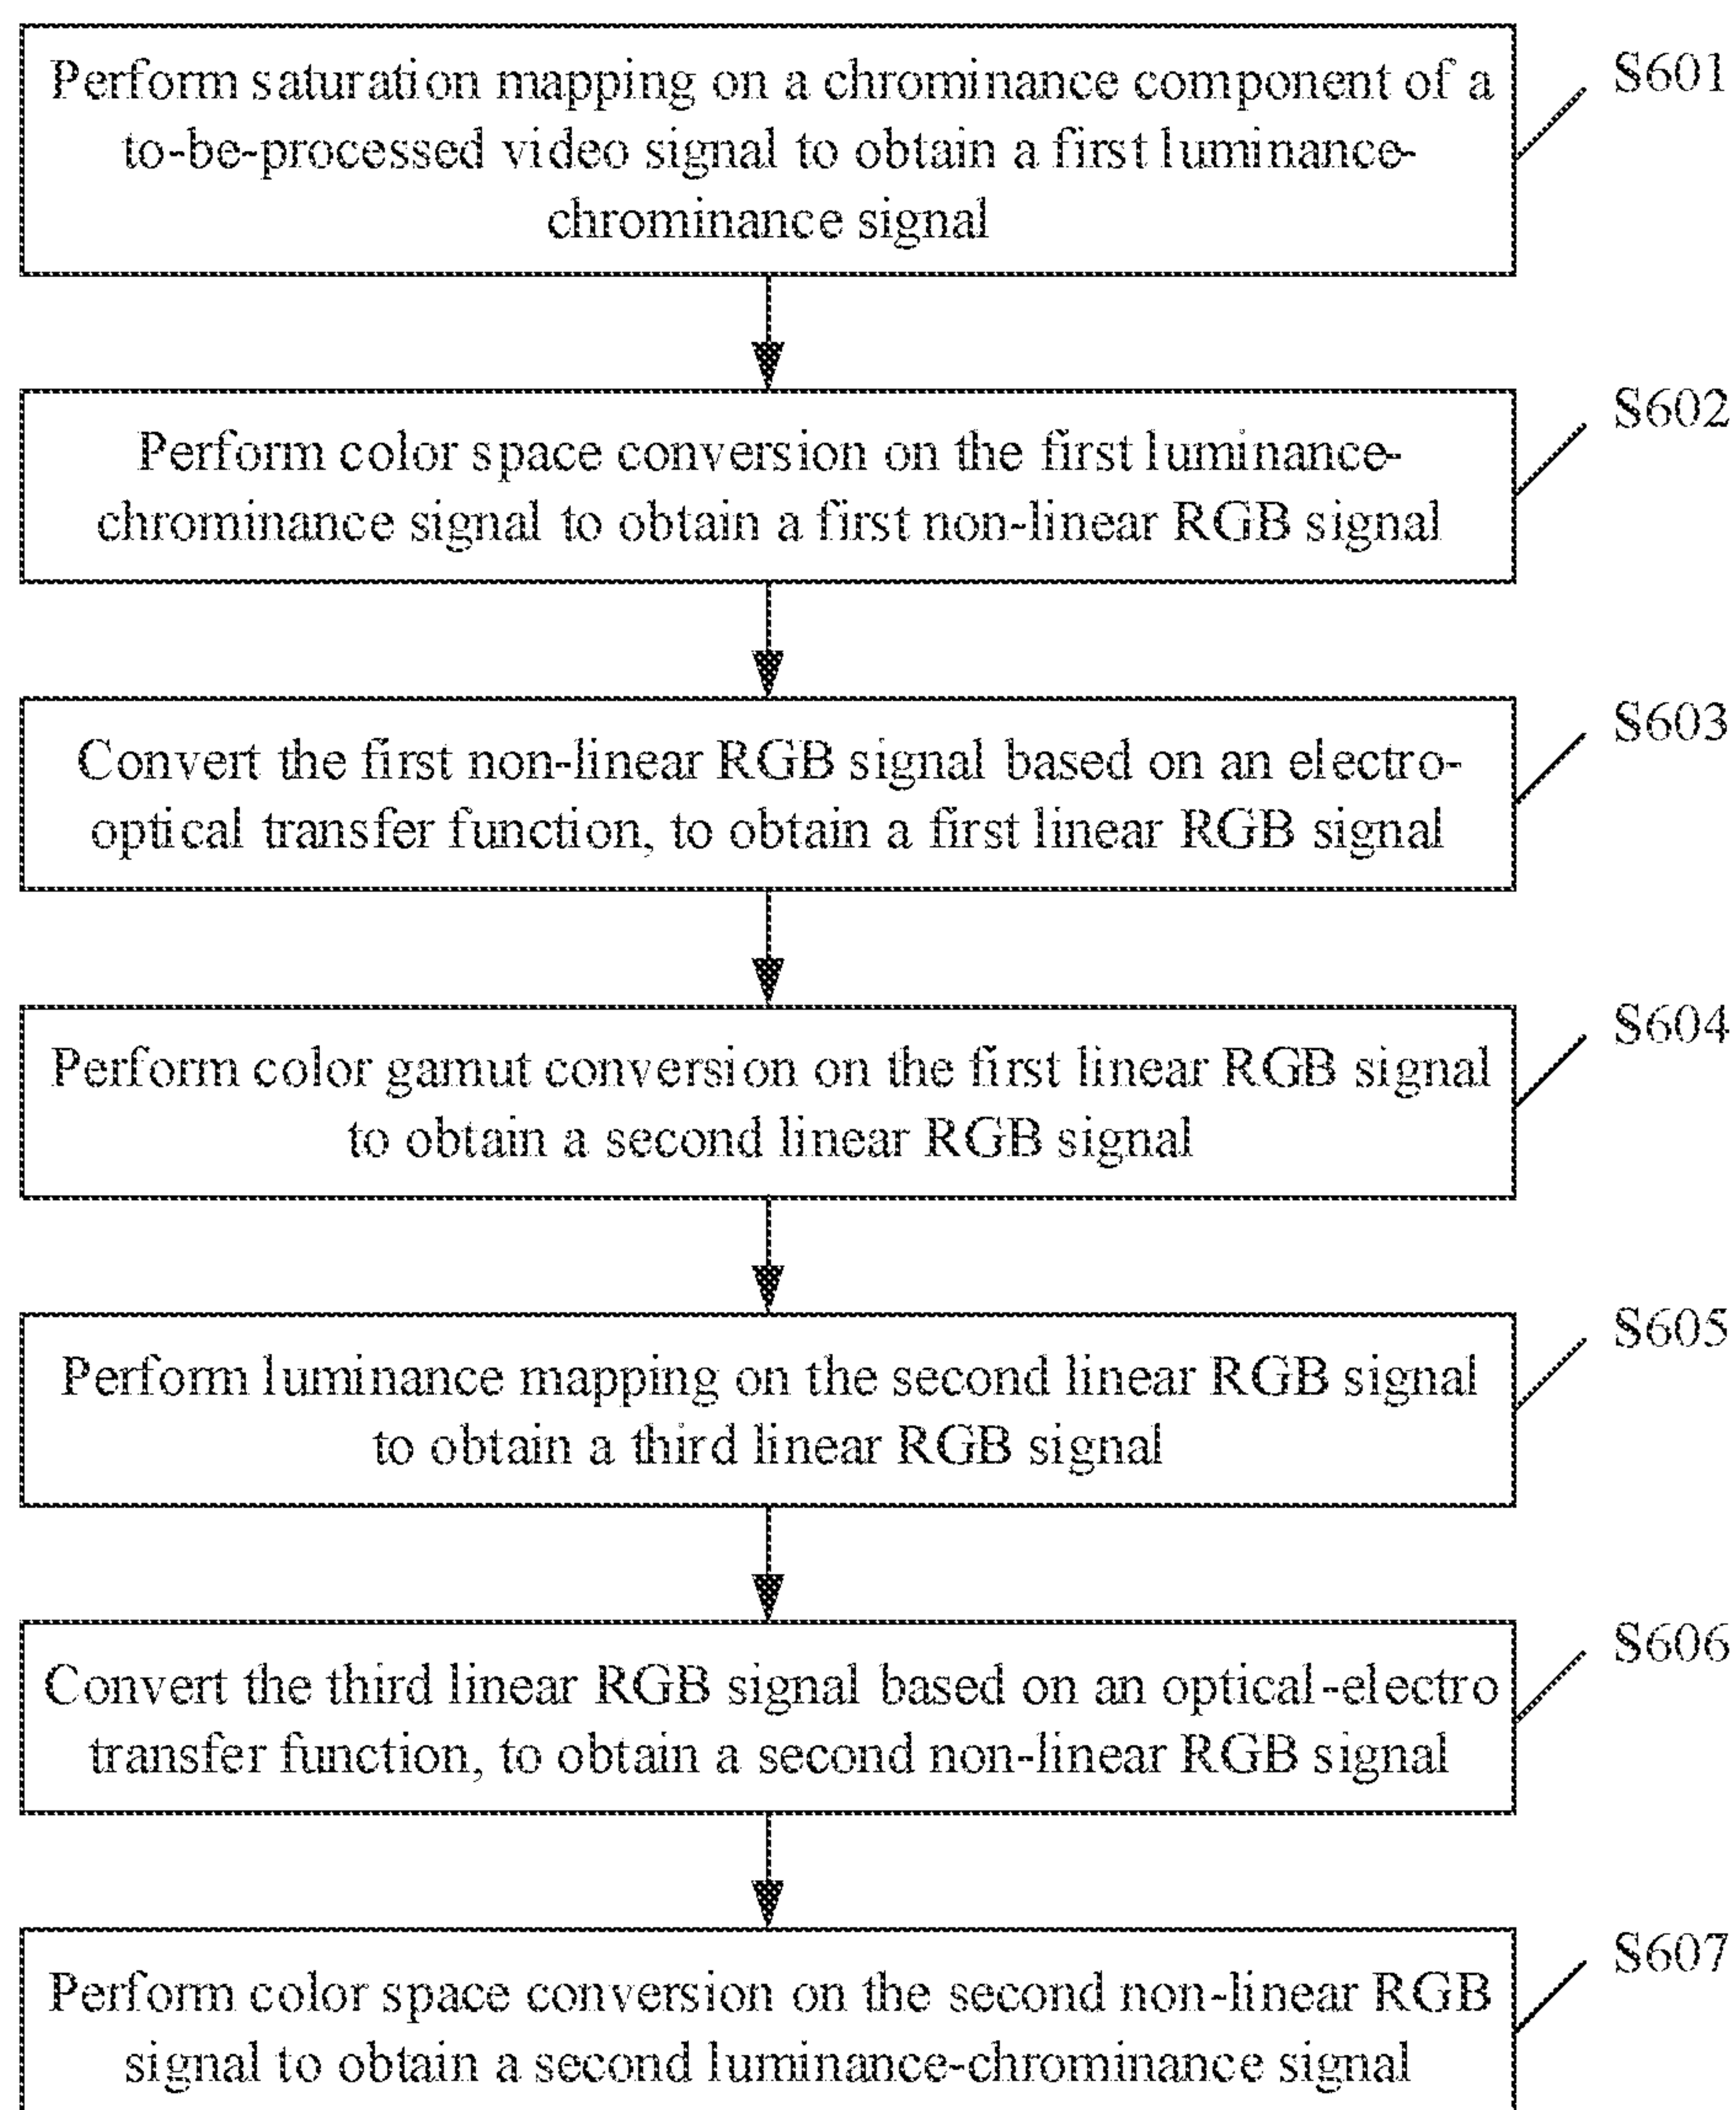 Perform saturation mapping on a chrominance component of a
to-be-processed video signal to obtain a first luminance-
chrominance signal
S601
Perform color space conversion on the first luminance-
chrominance signal to obtain a first non-linear RGB signal
S602
Convert the first non-linear RGB signal based on an electro-
optical transfer function, to obtain a first linear RGB signal
S603
Perform color gamut conversion on the first linear RGB signal
to obtain a second linear RGB signal
S604
Perform luminance mapping on the second linear RGB signal
to obtain a third linear RGB signal
S605
Convert the third linear RGB signal based on an optical-electro
transfer function, to obtain a second non-linear RGB signal
S606
Perform color space conversion on the second non-linear RGB
signal to obtain a second luminance-chrominance signal
S607